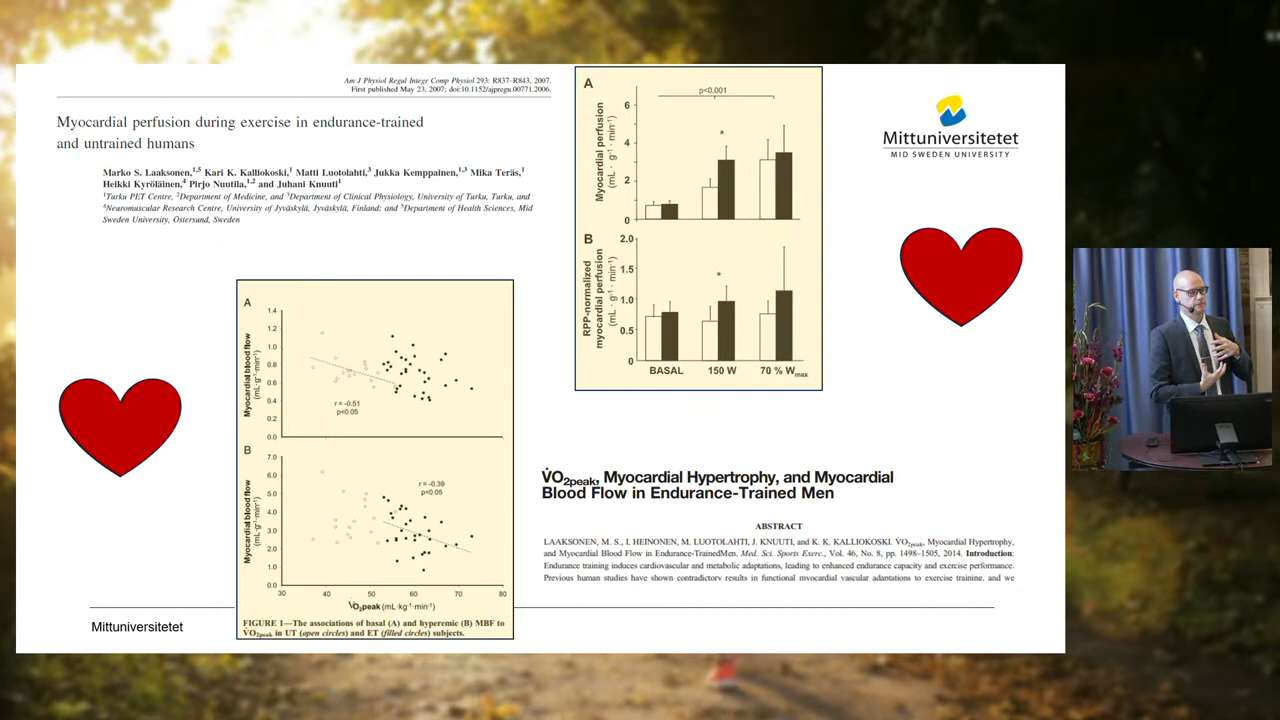 Am J Physiol Regul Integr Comp Physiol 293: R837–R843, 2007.
First published May 23, 2007; doi:10.1152/ajpregu.00771.2006.
Myocardial perfusion during exercise in endurance-trained
and untrained humans
Marko S. Laaksonen,1,5 Kari K. Kalliokoski,1 Matti Luotolahti,3 Jukka Kemppainen,1,3 Mika Teräs,1
Heikki Kyröläinen,4 Pirjo Nuutila,1,2 and Juhani Knuuti1
1Turku PET Centre, 2Department of Medicine, and 3Department of Clinical Physiology, University of Turku, Turku, and
4Neuromuscular Research Centre, University of Jyväskylä, Jyväskylä, Finland; and 5Department of Health Sciences, Mid
Sweden University, Ostersund, Sweden
A
p<0.001
Myocardial perfusion
(mL · g-1 · min-1)
6
4
2
0
*
B
RPP-normalized
myocardial perfusion
(mL · g-1 · min-1)
2.0
1.5
1.0
0.5
0
*
BASAL 150 W 70 % Wmax
Mittuniversitetet
MID SWEDEN UNIVERSITY
A
Myocardial blood flow
(mL·g-1·min-1)
1.4
1.2
1.0
0.8
0.6
0.4
0.2
0.0
r = -0.51
p<0.05
B
Myocardial blood flow
(mL·g-1·min-1)
7.0
6.0
5.0
4.0
3.0
2.0
1.0
0.0
r = -0.39
p<0.05
30 40 50 60 70 80
V̇O2peak (mL·kg-1·min-1)
FIGURE 1—The associations of basal (A) and hyperemic (B) MBF to
V̇O2peak in UT (open circles) and ET (filled circles) subjects.
V̇O2peak, Myocardial Hypertrophy, and Myocardial
Blood Flow in Endurance-Trained Men
ABSTRACT
LAAKSONEN, M. S., I. HEINONEN, M. LUOTOLAHTI, J. KNUUTI, and K. K. KALLIOKOSKI. V̇O2peak, Myocardial Hypertrophy,
and Myocardial Blood Flow in Endurance-TrainedMen. Med. Sci. Sports Exerc., Vol. 46, No. 8, pp. 1498–1505, 2014. Introduction:
Endurance training induces cardiovascular and metabolic adaptations, leading to enhanced endurance capacity and exercise performance.
Previous human studies have shown contradictory results in functional myocardial vascular adaptations to exercise training, and we
Mittuniversitetet